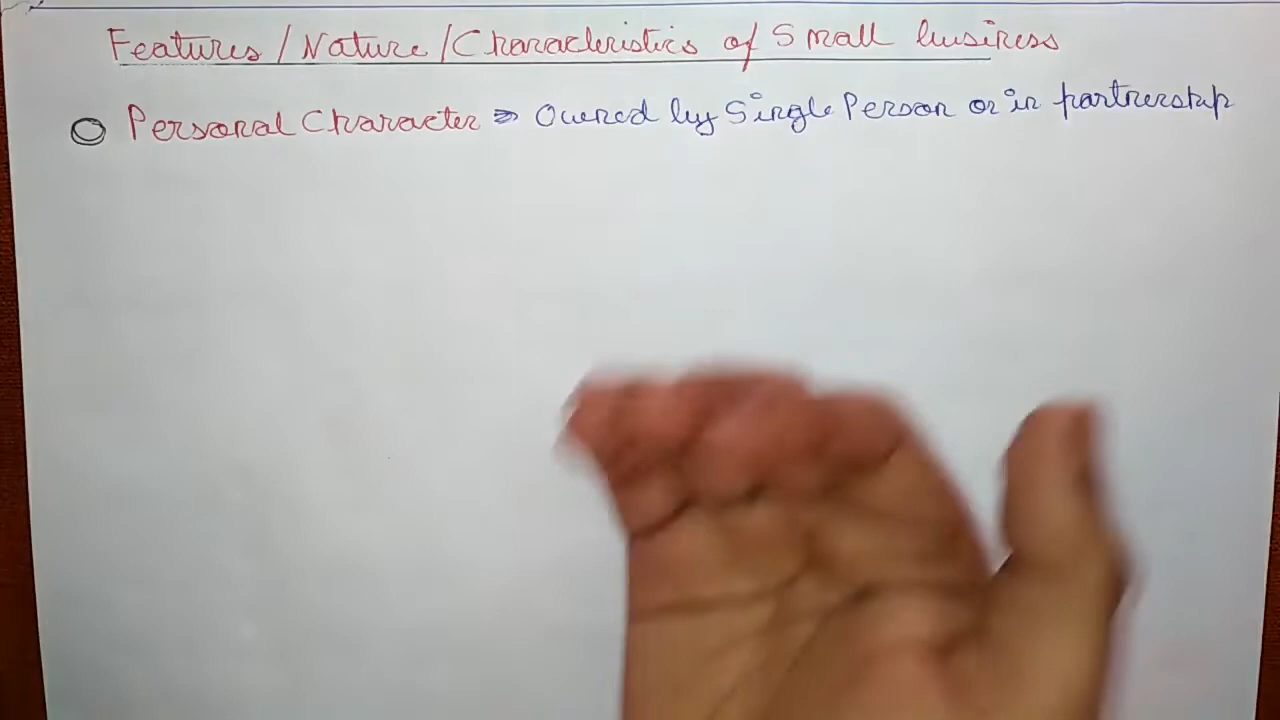 Features/Nature/Characteristics of Small business
Personal Character => Owned by Single Person or in partnership